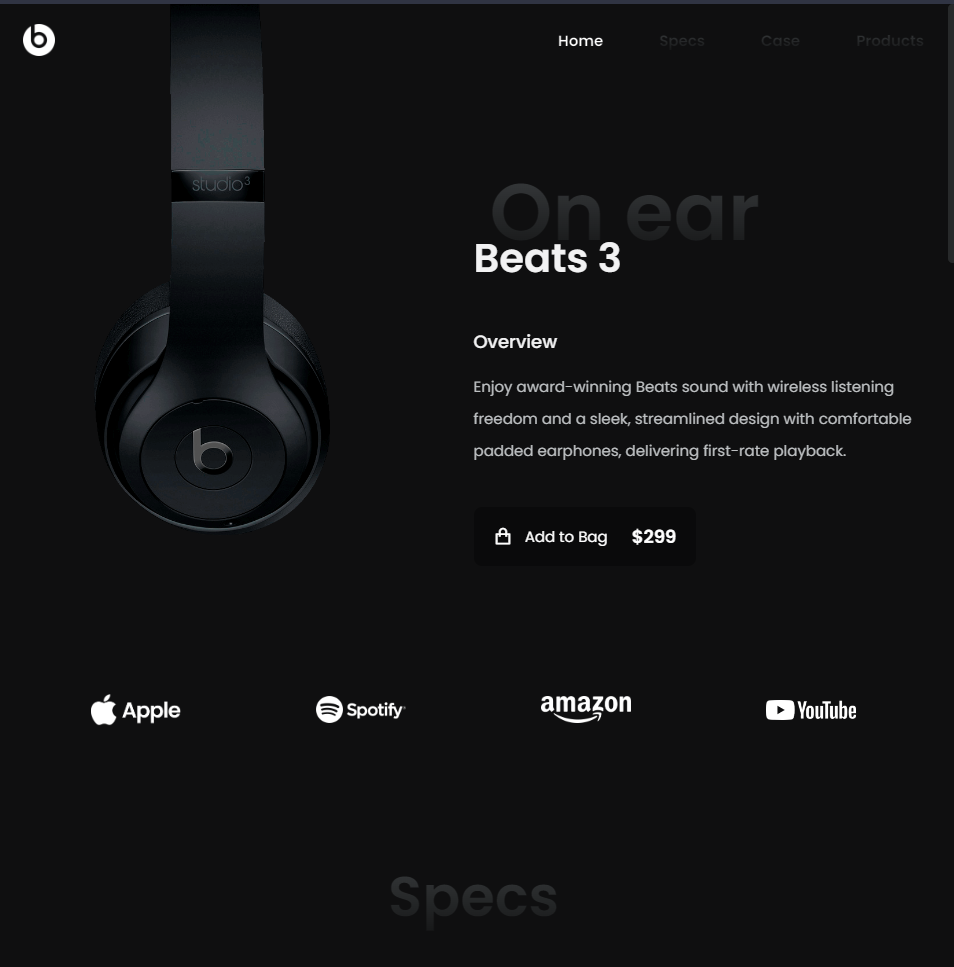 b
Home Specs Case Products
studio3
On ear
Beats 3
Overview
Enjoy award-winning Beats sound with wireless listening
freedom and a sleek, streamlined design with comfortable
padded earphones, delivering first-rate playback.
b
Add to Bag $299
Apple Spotify amazon YouTube
Specs